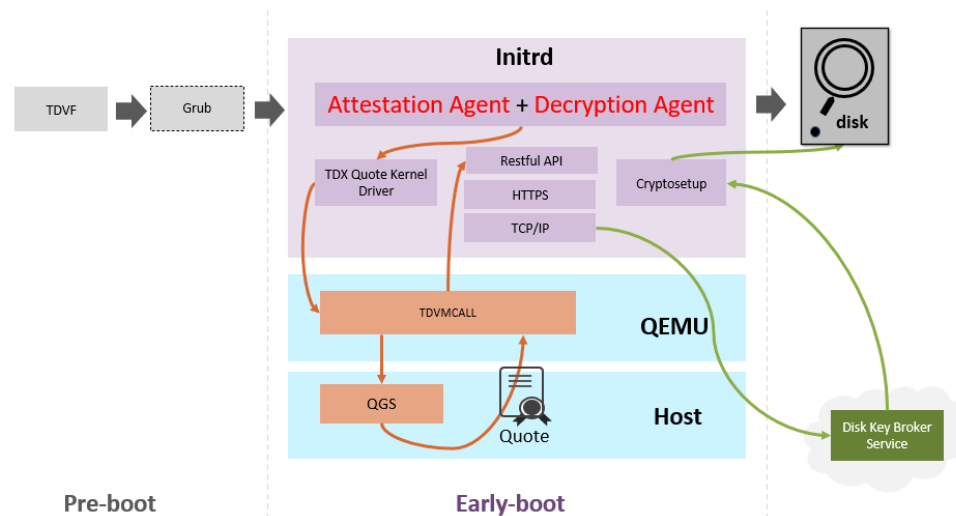 Initrd
TDVF
Grub
Attestation Agent + Decryption Agent
disk
TDX Quote Kernel
Driver
Restful API
HTTPS
TCP/IP
Cryptosetup
TDVMCALL
QEMU
QGS
Quote
Host
Disk Key Broker
Service
Pre-boot
Early-boot